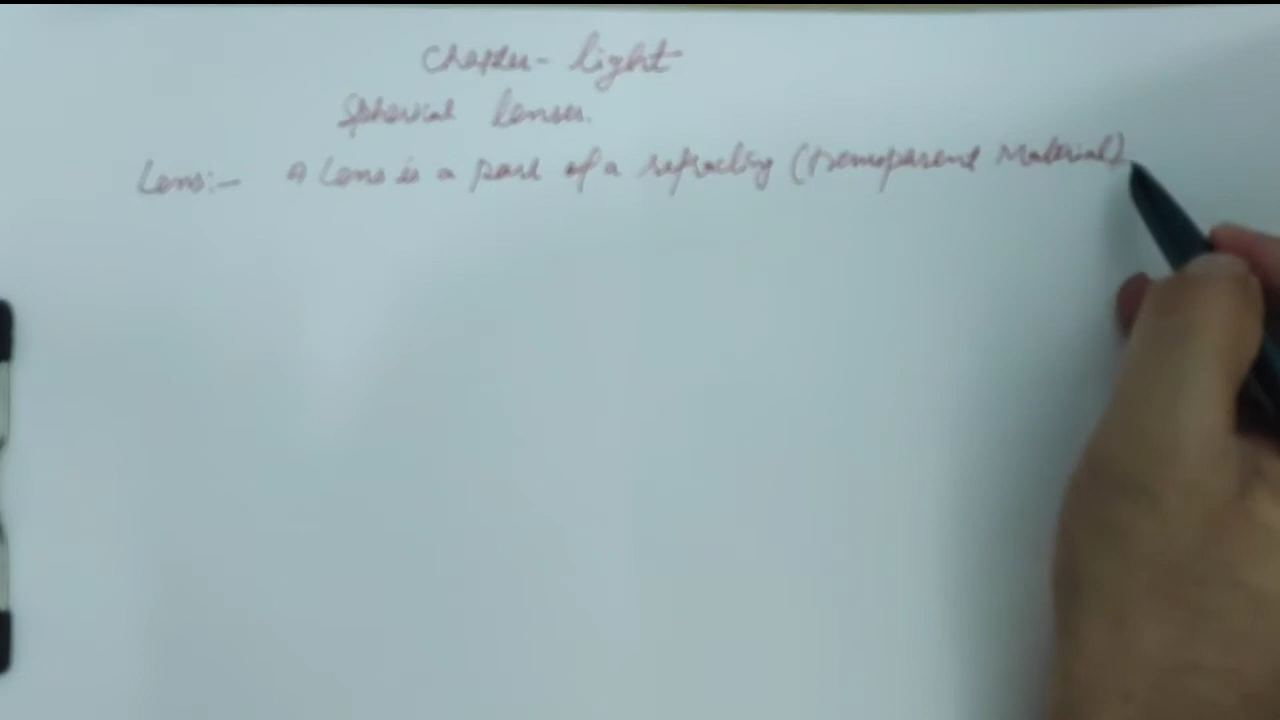 Chapter - light
Spherical lenses.
Lens:- A Lens is a part of a refracting (transparent Material)